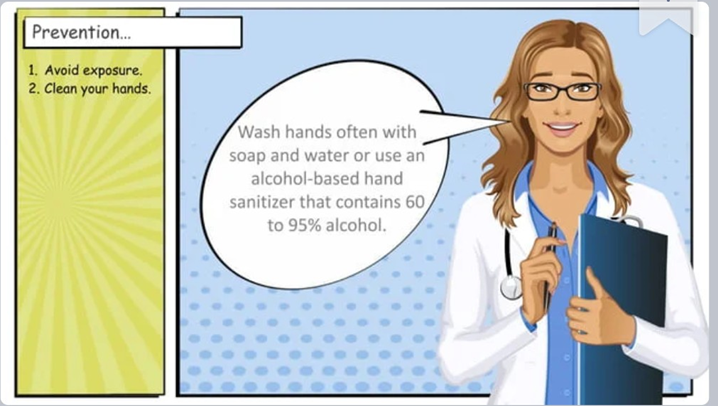 Prevention...
1. Avoid exposure.
2. Clean your hands.
Wash hands often with
soap and water or use an
alcohol-based hand
sanitizer that contains 60
to 95% alcohol.